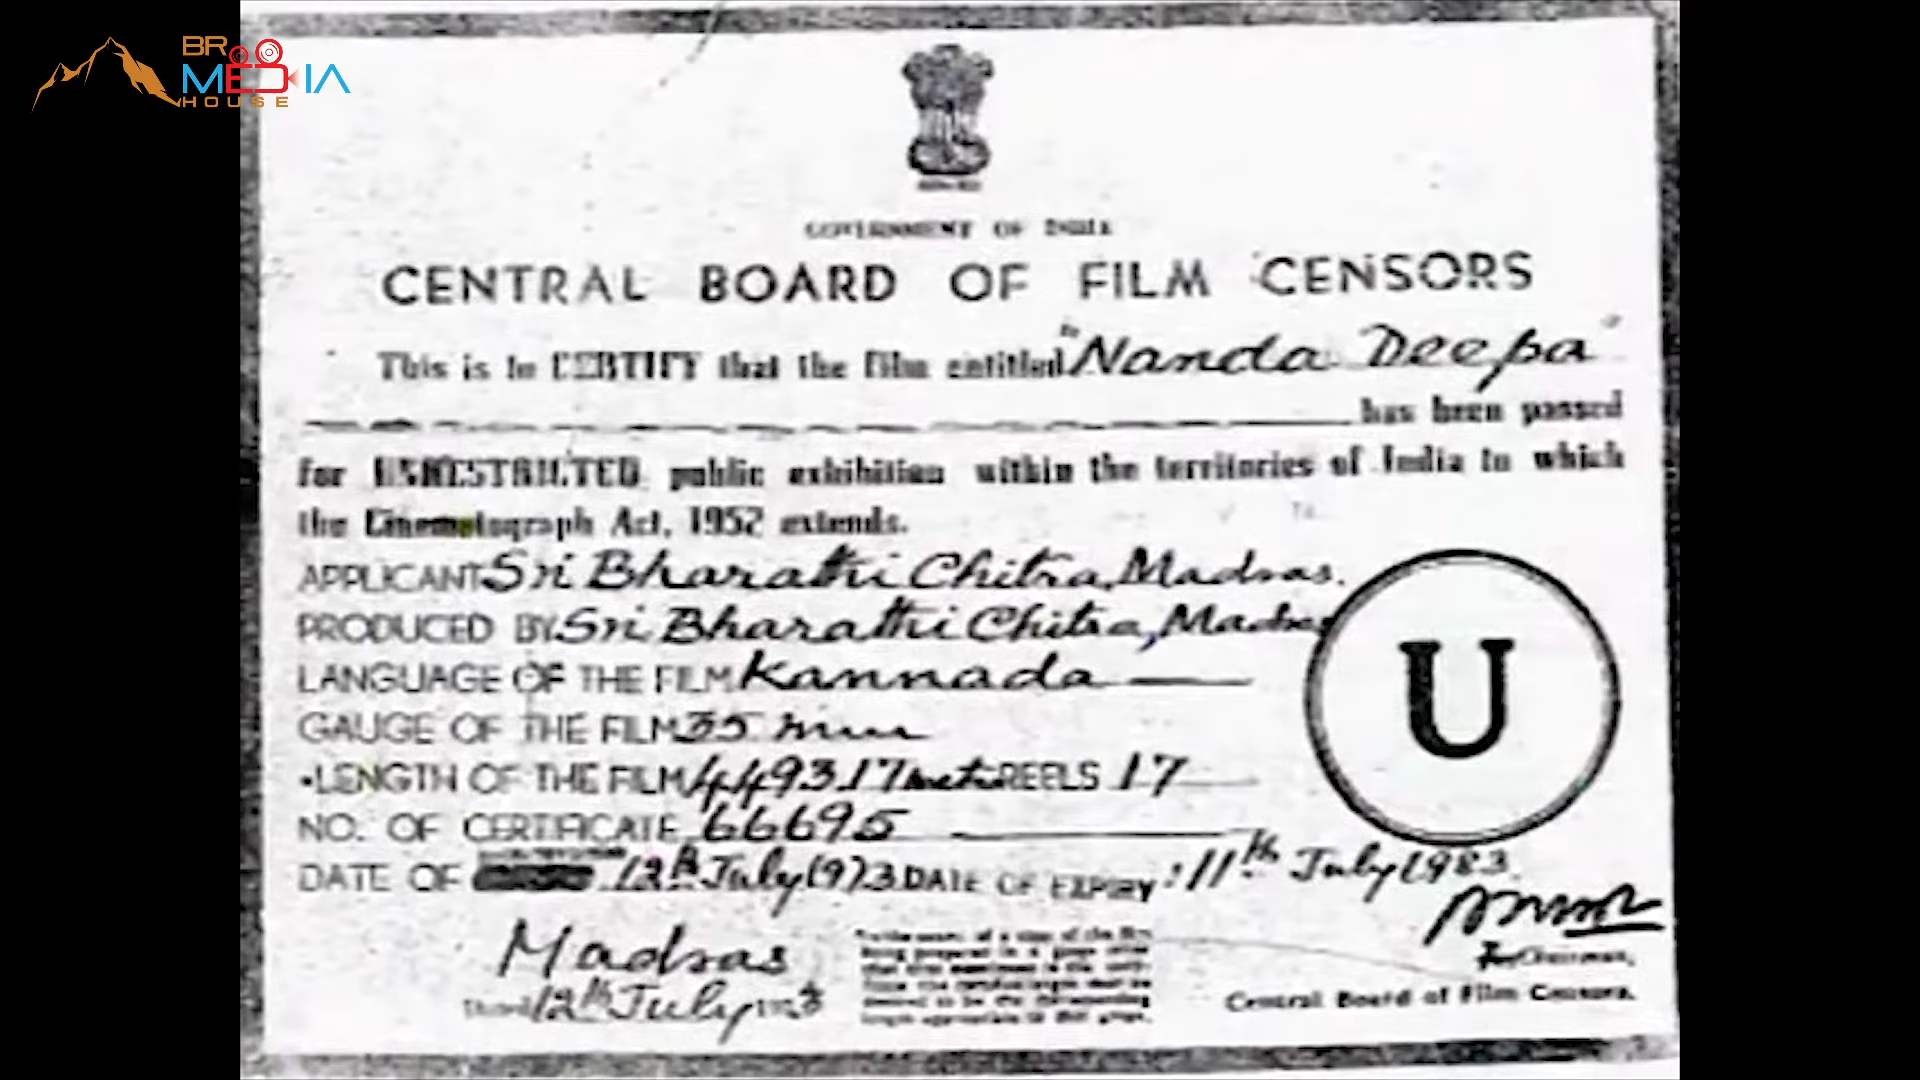 BR
MEDIA
HOUSE
GOVERNMENT OF INDIA
CENTRAL BOARD OF FILM CENSORS
This is to CERTIFY that the film entitled "Nanda Deepa"
has been passed
for UNRESTRICTED public exhibition within the territories of India to which
the Cinematograph Act, 1952 extends.
APPLICANT Sri Bharathi Chitra, Madras.
PRODUCED BY Sri Bharathi Chitra, Madras
LANGUAGE OF THE FILM Kannada
GAUGE OF THE FILM 35 mm
LENGTH OF THE FILM 4493.17 metres REELS 17
NO. OF CERTIFICATE 66695
U
DATE OF 12th July 1973 DATE OF EXPIRY : 11th July 1983.
Madras
12th July
For Chairman,
Central Board of Film Censors.